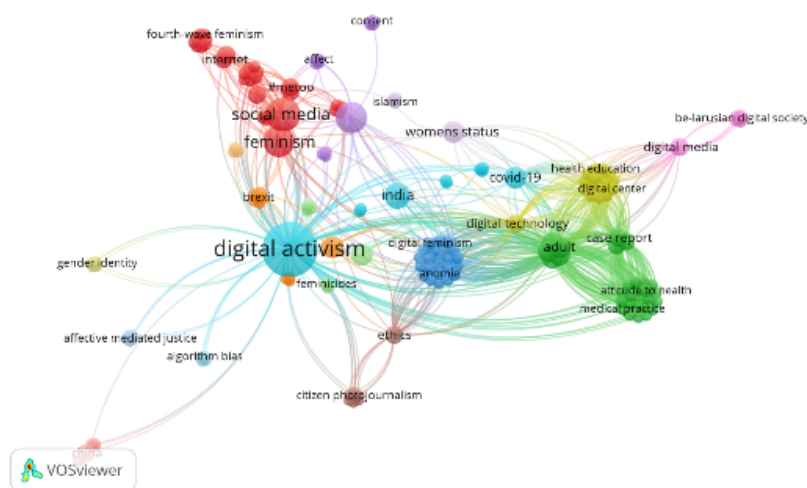 consent
fourth-wave feminism
internet
affect
#metoo
islamism
social media
womens status
be-larusian digital society
feminism
digital media
health education
covid-19
digital center
brexit
india
digital technology
digital activism
digital feminism
adult
case report
gender identity
anomie
feminicides
attitude to health
medical practice
affective mediated justice
ethics
algorithm bias
citizen photojournalism
china
VOSviewer